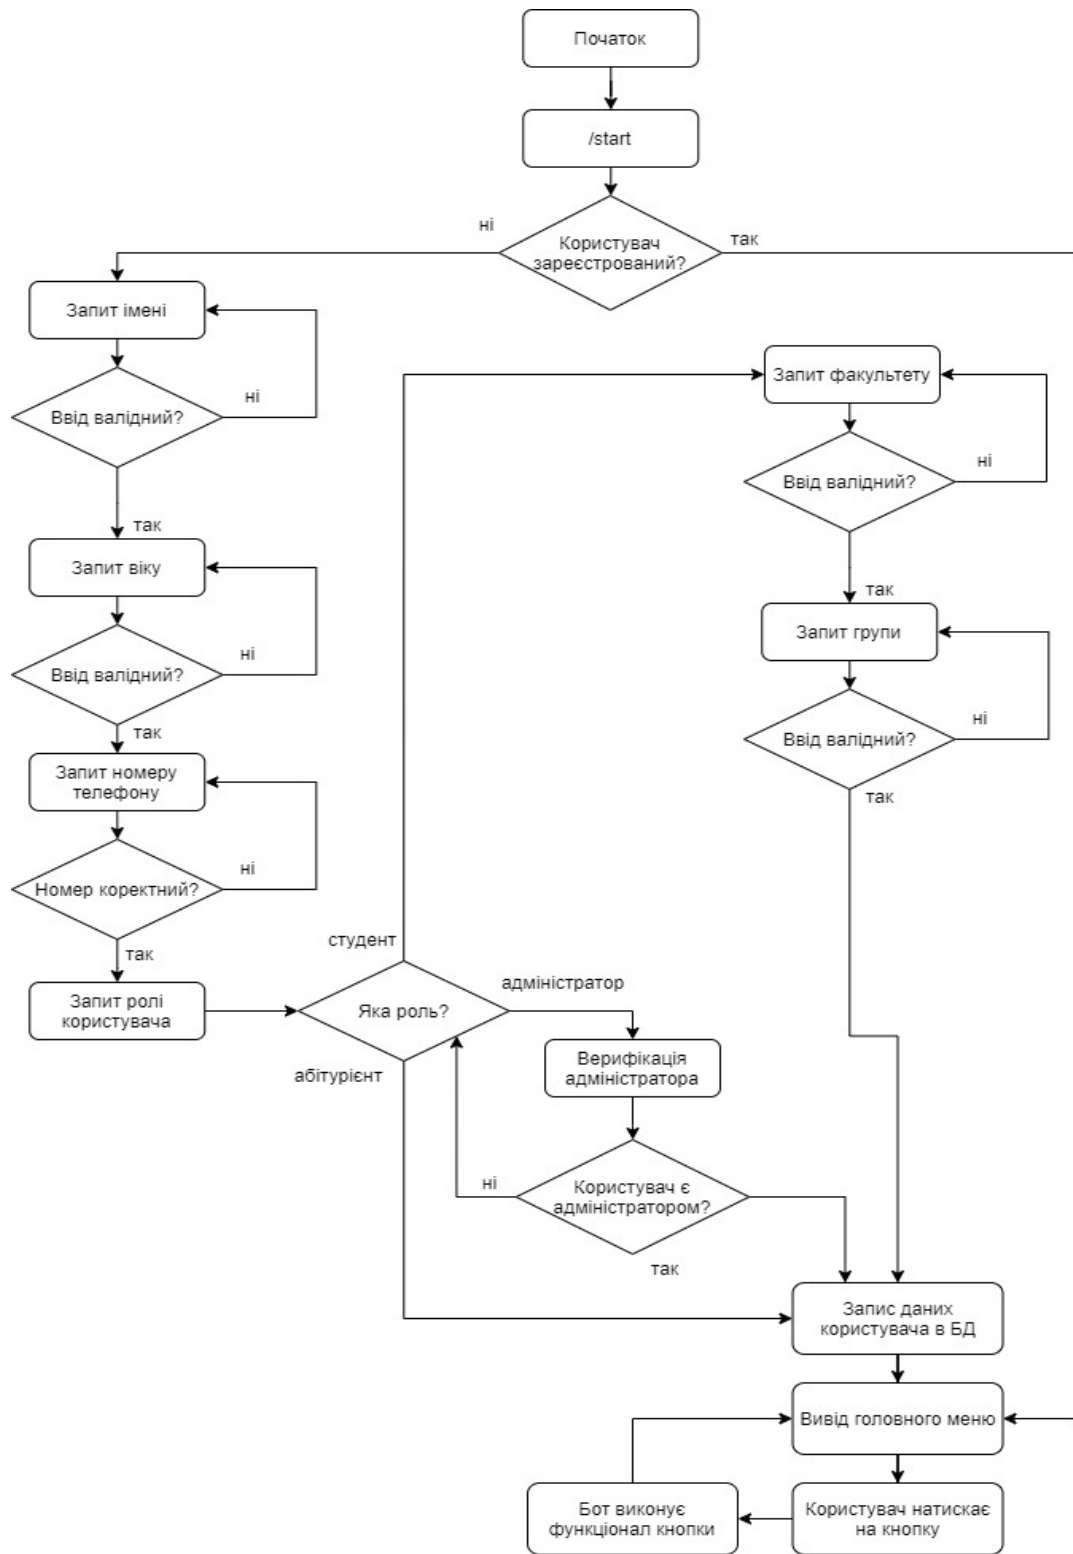 Початок
/start
ні
так
Користувач
зареєстрований?
Запит імені
ні
Ввід валідний?
так
Запит віку
ні
Ввід валідний?
так
Запит номеру
телефону
ні
Номер коректний?
так
Запит ролі
користувача
студент
Яка роль?
адміністратор
абітурієнт
Верифікація
адміністратора
ні
Користувач є
адміністратором?
так
Запит факультету
ні
Ввід валідний?
так
Запит групи
ні
Ввід валідний?
так
Запис даних
користувача в БД
Вивід головного меню
Користувач натискає
на кнопку
Бот виконує
функціонал кнопки